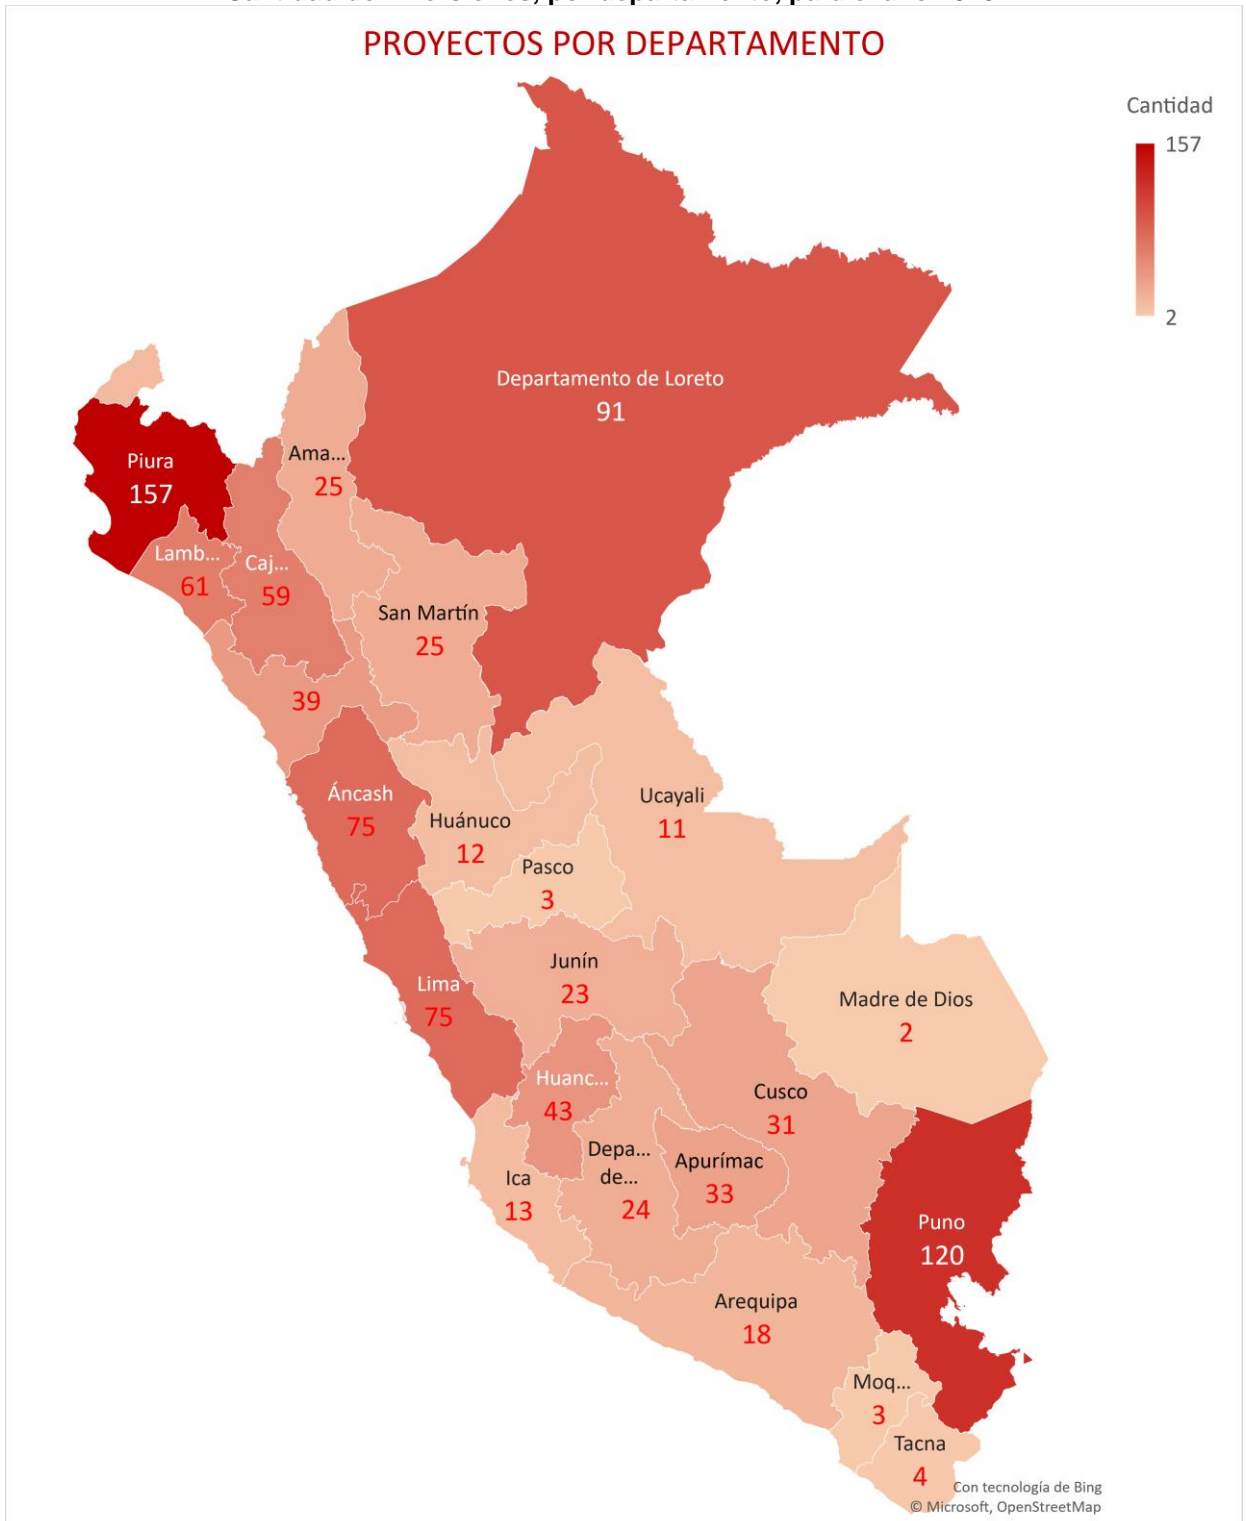 PROYECTOS POR DEPARTAMENTO
Cantidad
157
2
Departamento de Loreto
91
Piura
157
Ama...
25
Lamb...
61
Caj...
59
San Martín
25
39
Áncash
75
Huánuco
12
Ucayali
11
Pasco
3
Junín
23
Lima
75
Madre de Dios
2
Huanc...
43
Cusco
31
Depa...
de...
24
Apurímac
33
Ica
13
Puno
120
Arequipa
18
Moq...
3
Tacna
4
Con tecnología de Bing
© Microsoft, OpenStreetMap